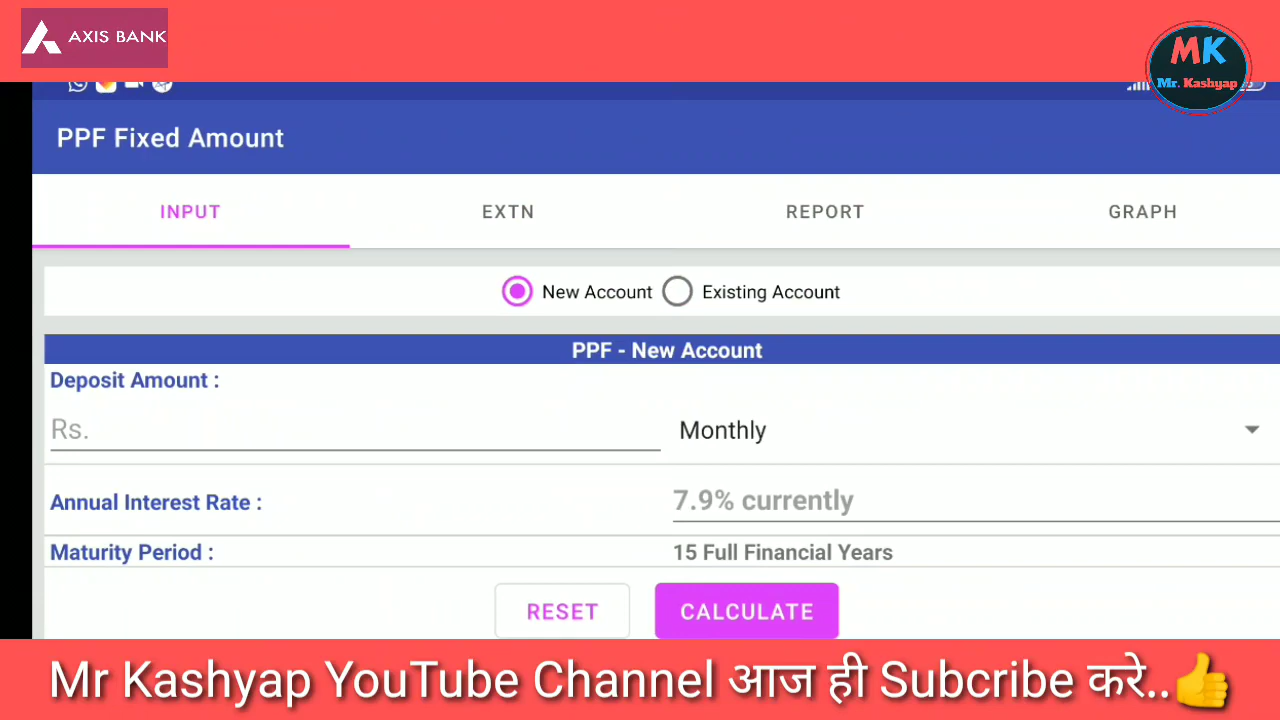 AXIS BANK
MK
Mr. Kashyap
PPF Fixed Amount
INPUT EXTN REPORT GRAPH
New Account Existing Account
PPF - New Account
Deposit Amount :
Rs. Monthly
Annual Interest Rate : 7.9% currently
Maturity Period : 15 Full Financial Years
RESET CALCULATE
Mr Kashyap YouTube Channel आज ही Subcribe करे..👍